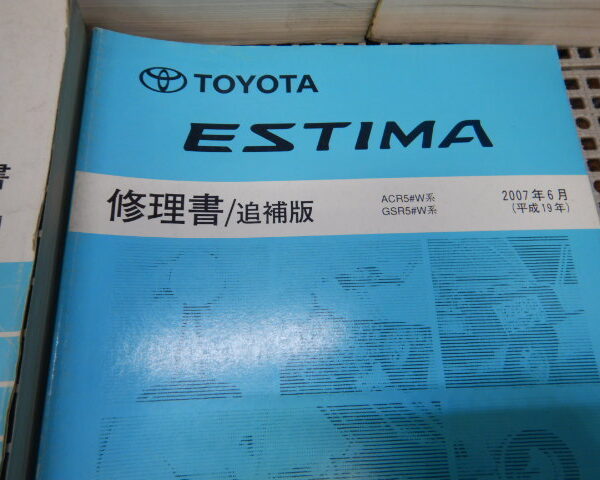 TOYOTA
ESTIMA
修理書/追補版
ACR5#W系
GSR5#W系
2007年6月
(平成19年)
書